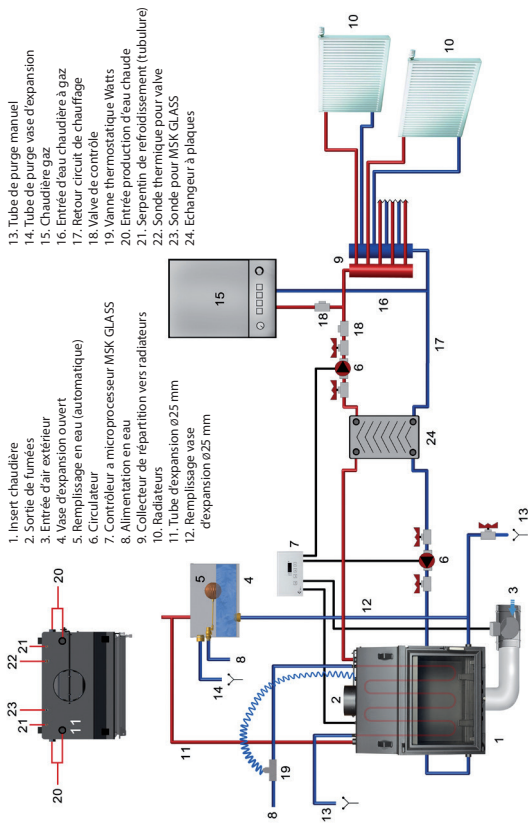 1. Insert chaudière
2. Sortie de fumées
3. Entrée d'air extérieur
4. Vase d'expansion ouvert
5. Remplissage en eau (automatique)
6. Circulateur
7. Contrôleur a microprocesseur MSK GLASS
8. Alimentation en eau
9. Collecteur de répartition vers radiateurs
10. Radiateurs
11. Tube d'expansion Ø25 mm
12. Remplissage vase
d'expansion Ø25 mm
13. Tube de purge manuel
14. Tube de purge vase d'expansion
15. Chaudière gaz
16. Entrée d'eau chaudière à gaz
17. Retour circuit de chauffage
18. Valve de contrôle
19. Vanne thermostatique Watts
20. Entrée production d'eau chaude
21. Serpentin de refroidissement (tubulure)
22. Sonde thermique pour valve
23. Sonde pour MSK GLASS
24. Echangeur à plaques
20
21
23
22
21
20
11
10
10
15
9
18
18
16
5
4
7
6
17
14
8
12
24
11
2
19
6
8
13
13
3
1